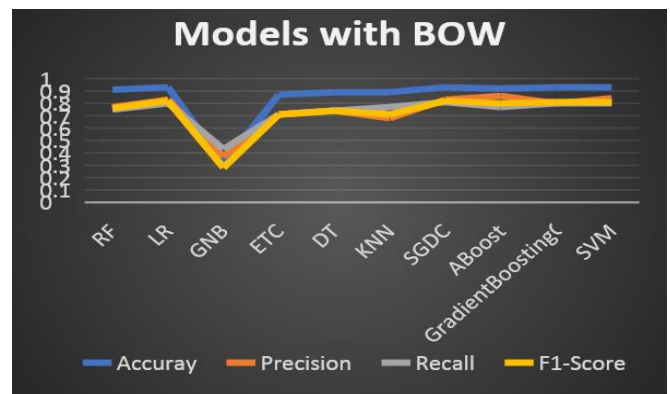 Models with BOW
1
0.9
0.8
0.7
0.6
0.5
0.4
0.3
0.2
0.1
0
RF
LR
GNB
ETC
DT
KNN
SGDC
ABoost
GradientBoostingC
SVM
Accuray
Precision
Recall
F1-Score